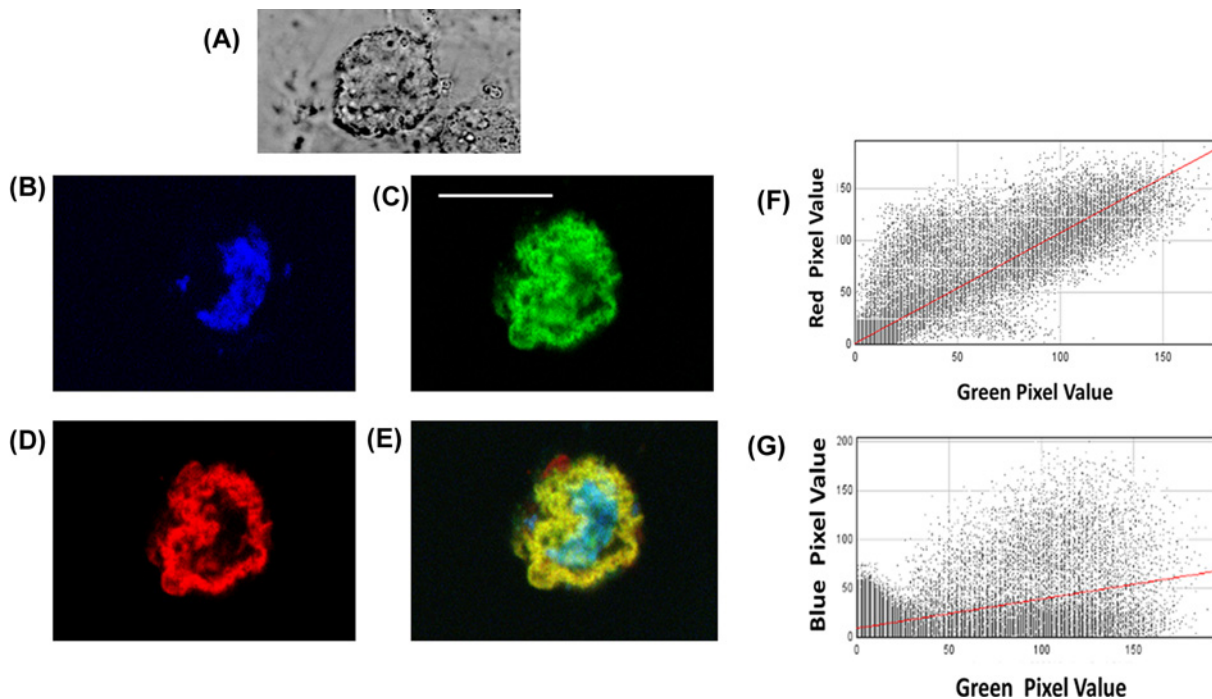 (A)
(B)
(C)
(D)
(E)
(F)
Red Pixel Value
150
100
50
0
0 50 100 150
Green Pixel Value
(G)
Blue Pixel Value
200
150
100
50
0
0 50 100 150
Green Pixel Value